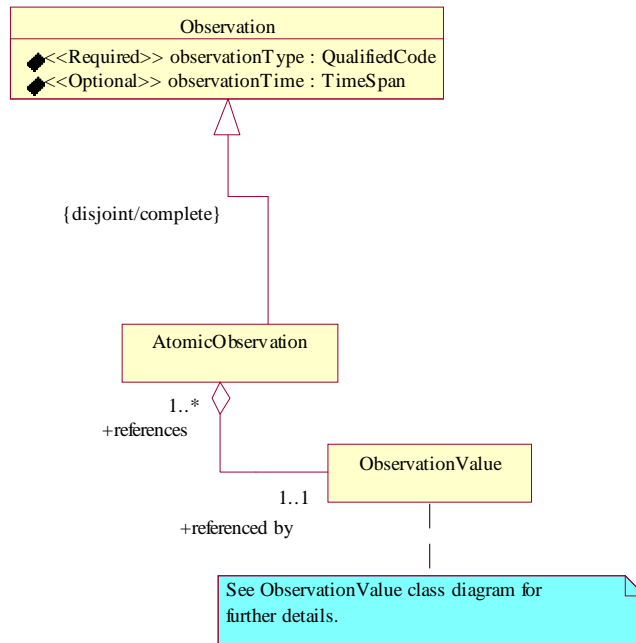 Observation
<<Required>> observationType : QualifiedCode
<<Optional>> observationTime : TimeSpan
{disjoint/complete}
AtomicObservation
1..*
+references
ObservationValue
1..1
+referenced by
See ObservationValue class diagram for
further details.